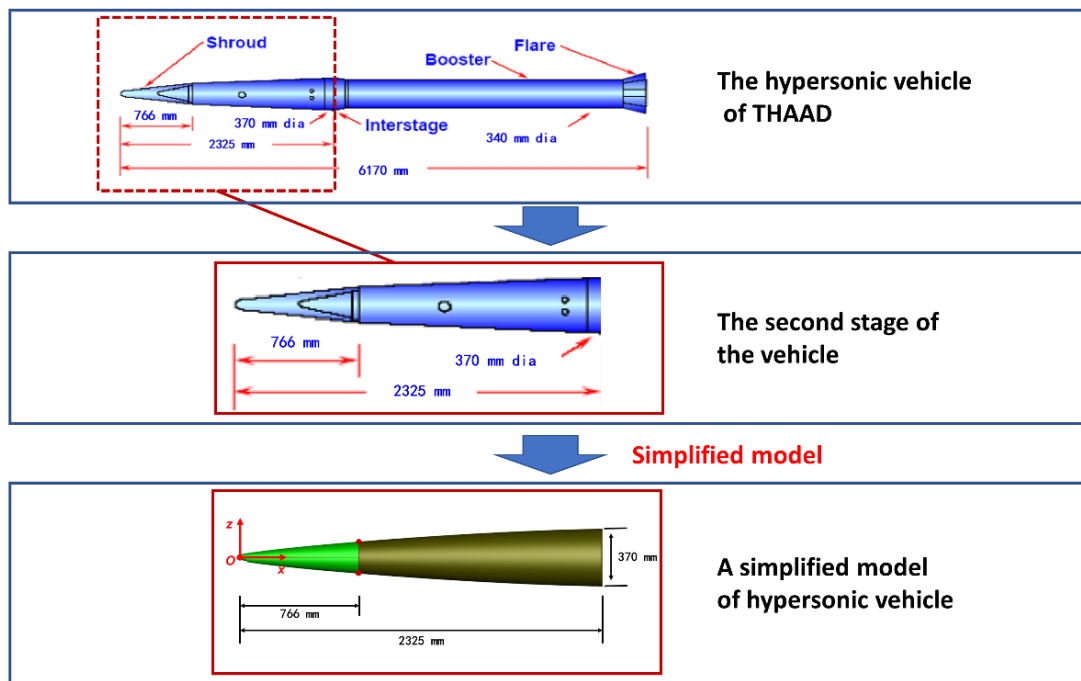 Shroud
Flare
Booster
766 mm
370 mm dia
Interstage
2325 mm
340 mm dia
6170 mm
The hypersonic vehicle
of THAAD
766 mm
370 mm dia
2325 mm
The second stage of
the vehicle
Simplified model
z
O
x
370 mm
766 mm
2325 mm
A simplified model
of hypersonic vehicle